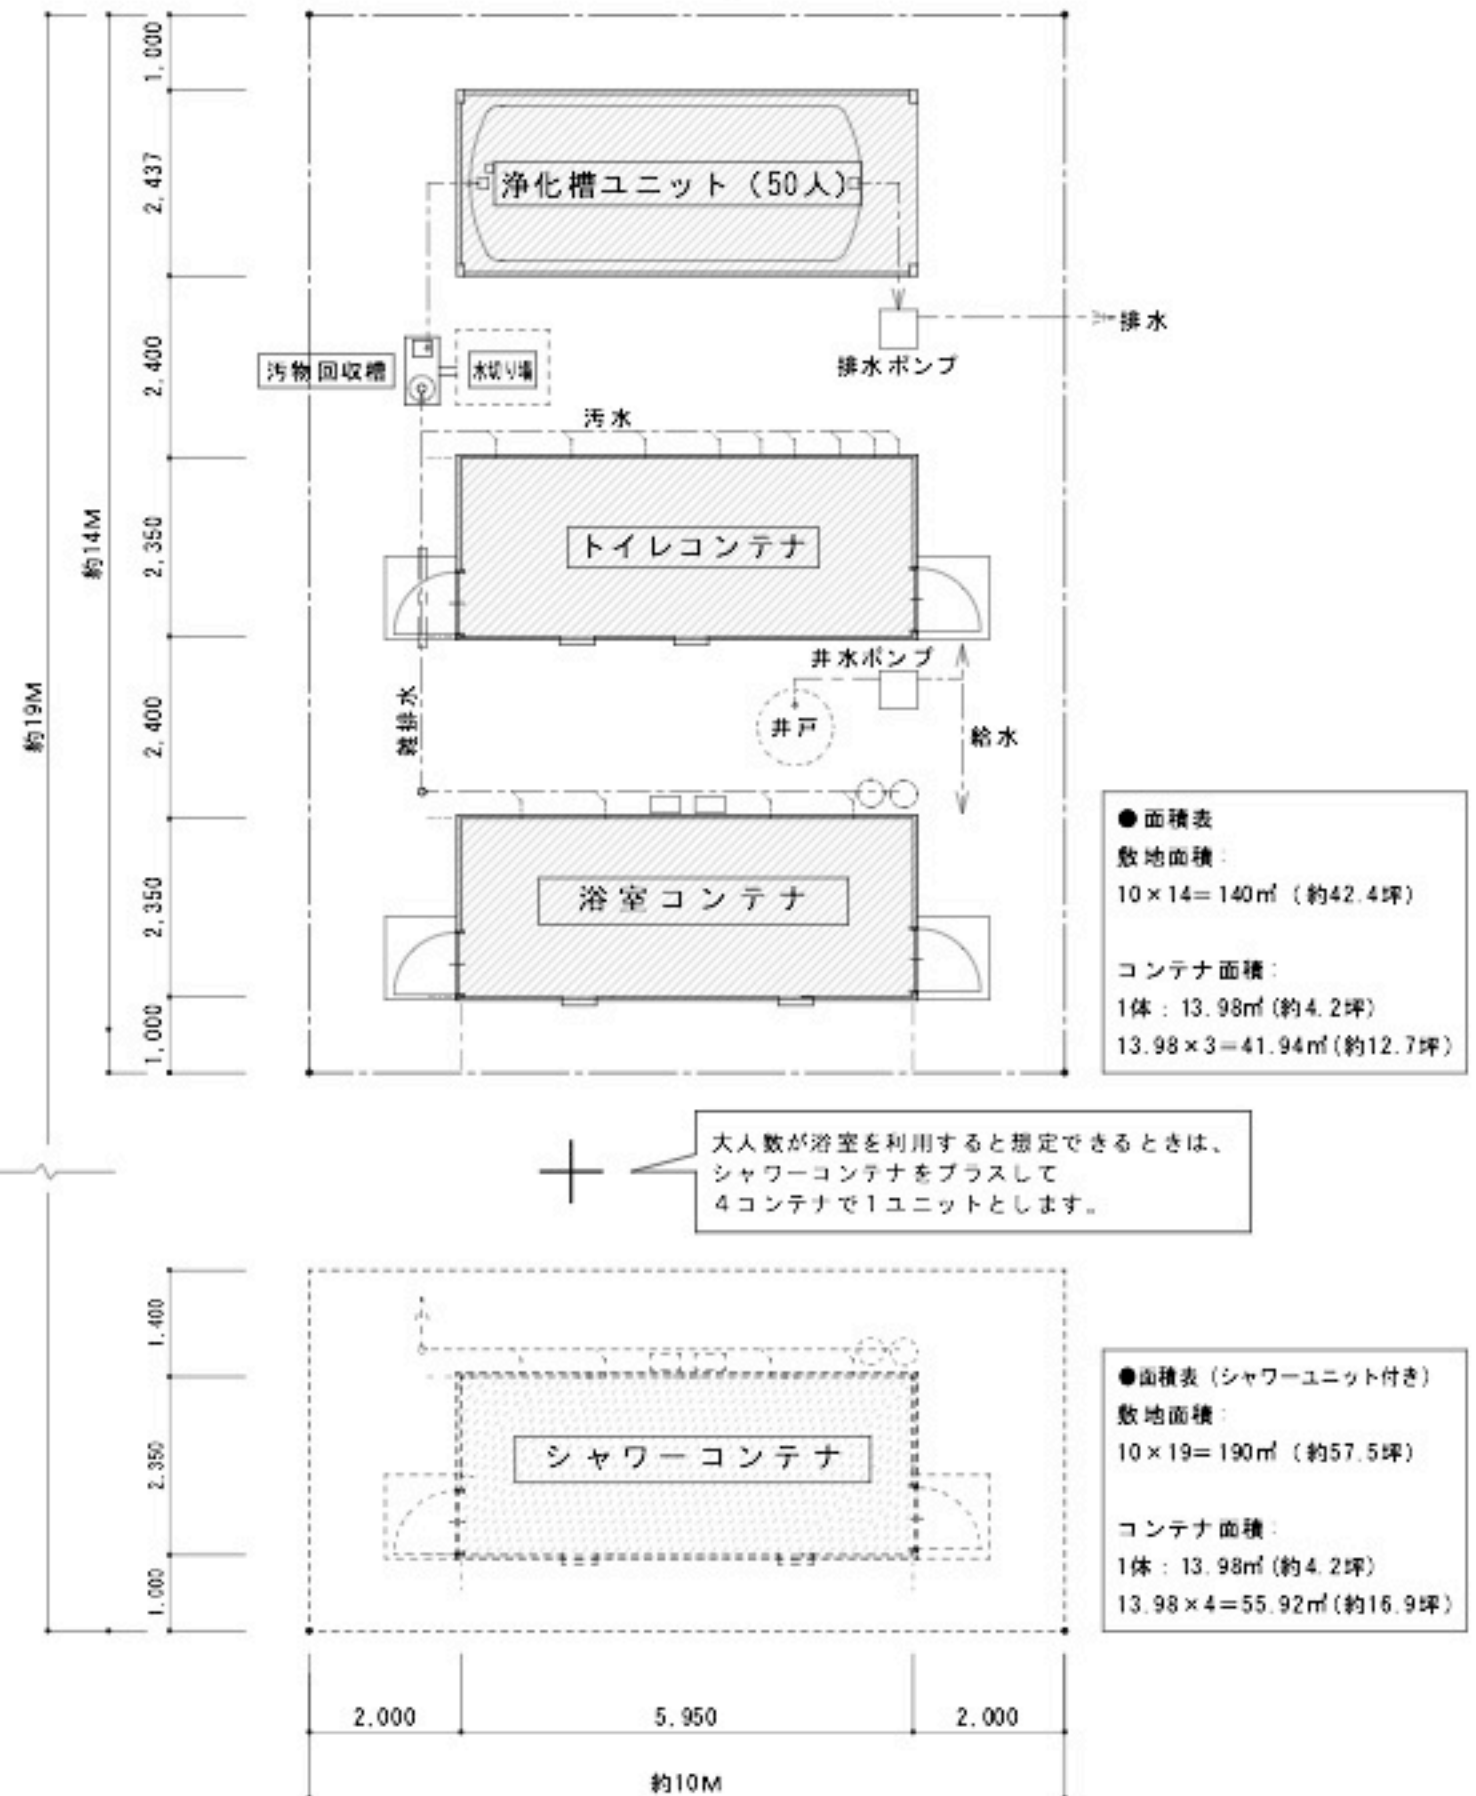 1,000
2,437
2,400
2,350
2,400
2,350
1,000
約14M
約19M
浄化槽ユニット（50人）
排水
排水ポンプ
汚物回収槽
水切り場
汚水
トイレコンテナ
井水ポンプ
井戸
給水
雑排水
浴室コンテナ
●面積表
敷地面積：
10×14＝140㎡（約42.4坪）
コンテナ面積：
1体：13.98㎡(約4.2坪)
13.98×3＝41.94㎡(約12.7坪)
大人数が浴室を利用すると想定できるときは、
シャワーコンテナをプラスして
４コンテナで１ユニットとします。
1.400
2.350
1.000
シャワーコンテナ
●面積表（シャワーユニット付き）
敷地面積：
10×19＝190㎡（約57.5坪）
コンテナ面積：
1体：13.98㎡(約4.2坪)
13.98×4＝55.92㎡(約16.9坪)
2.000
5.950
2.000
約10M